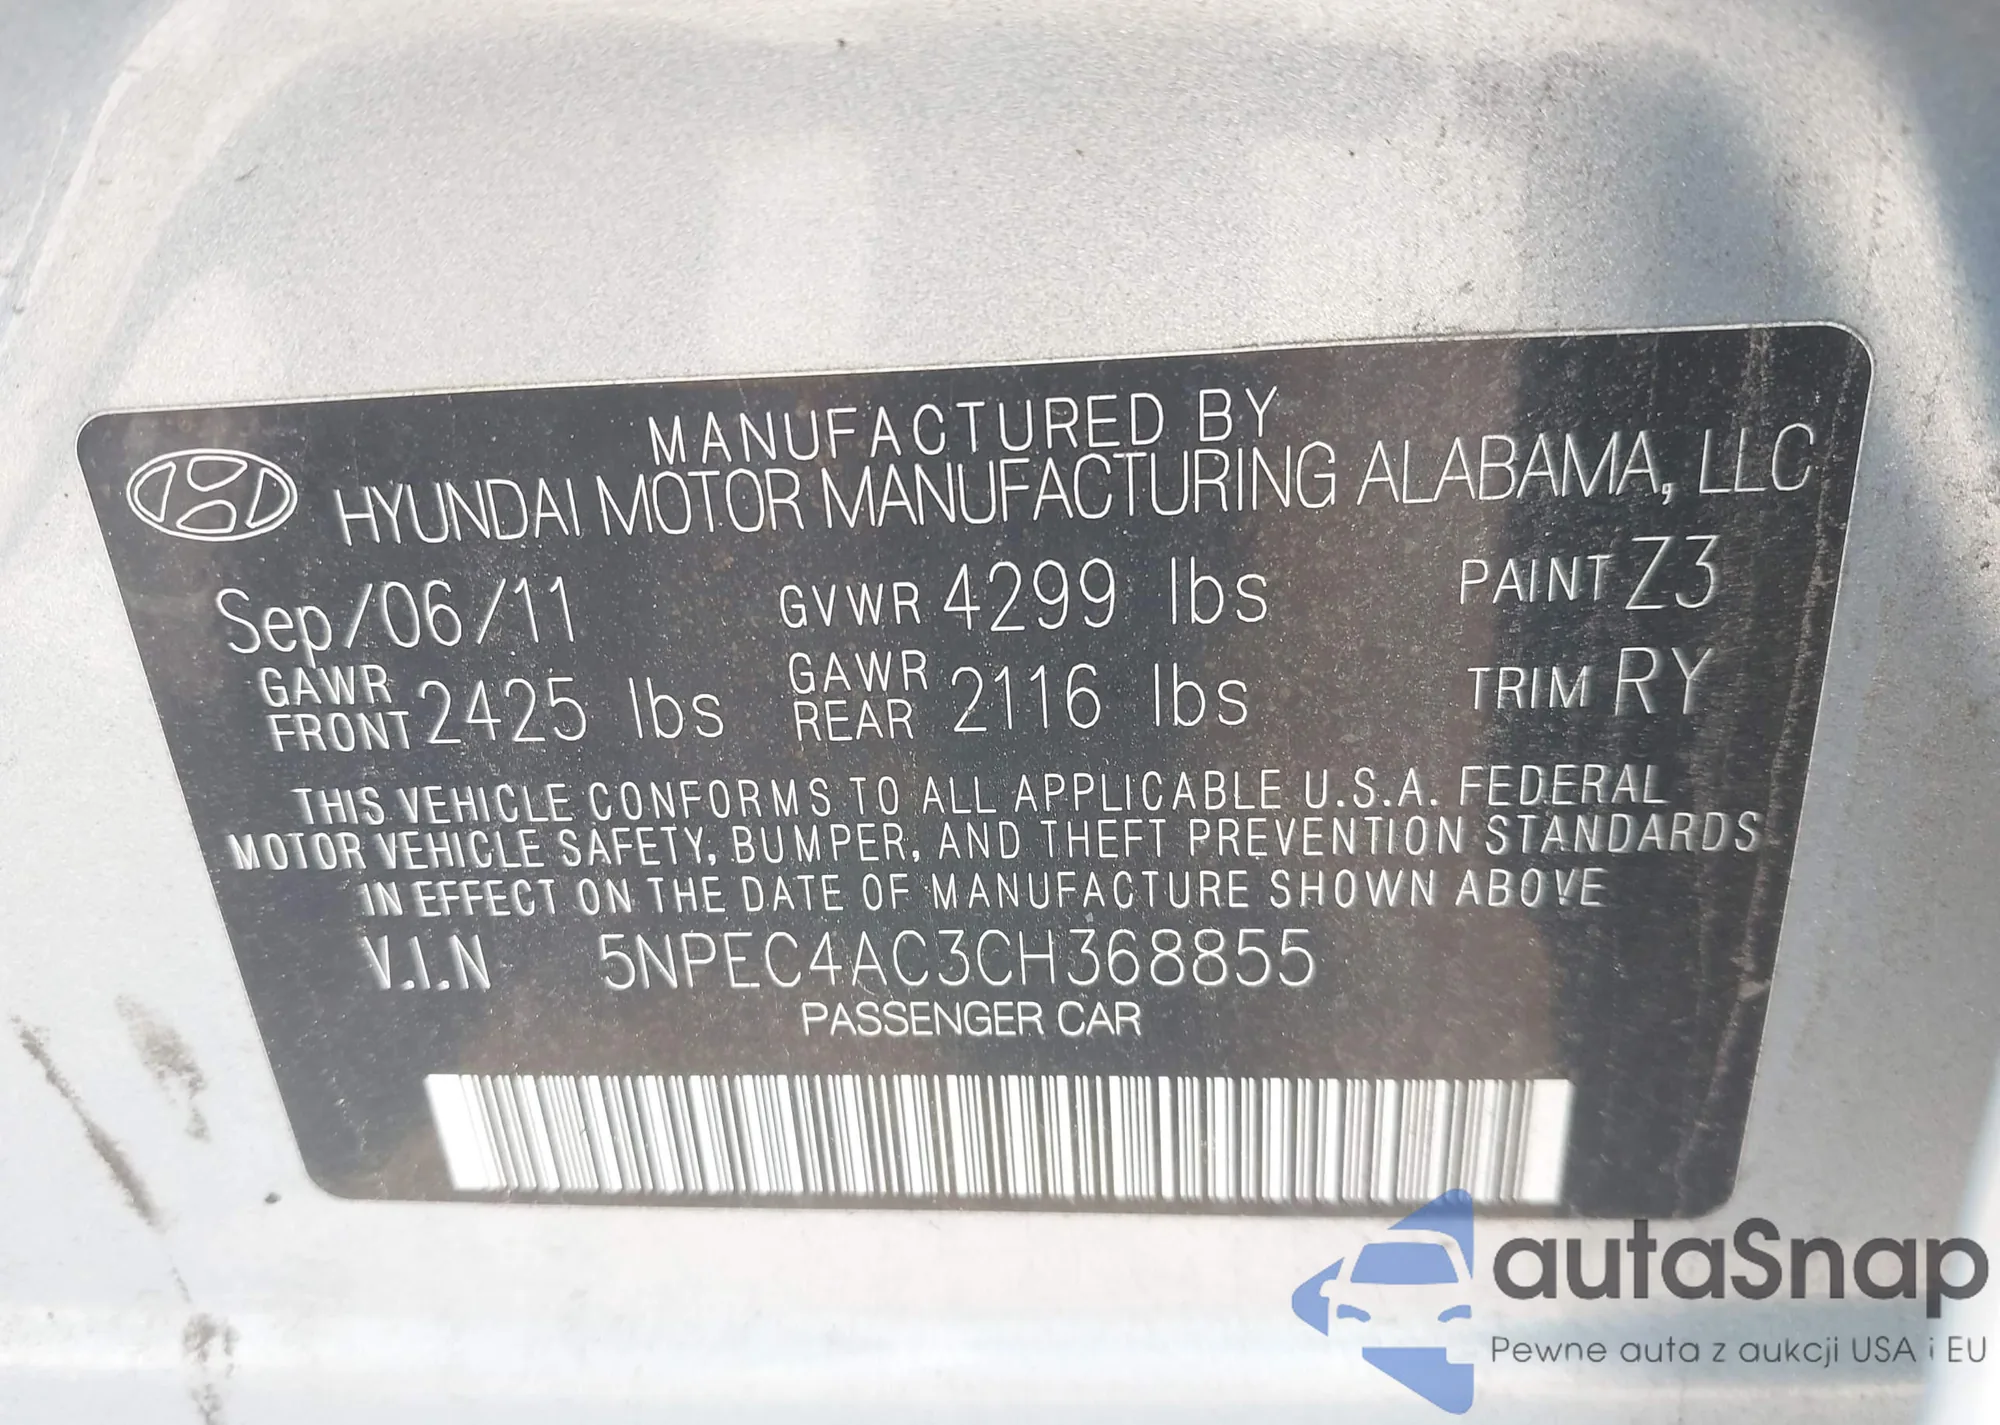 MANUFACTURED BY
HYUNDAI MOTOR MANUFACTURING ALABAMA, LLC
Sep/06/11 GVWR 4299 lbs PAINT Z3
GAWR FRONT 2425 lbs GAWR REAR 2116 lbs TRIM RY
THIS VEHICLE CONFORMS TO ALL APPLICABLE U.S.A. FEDERAL
MOTOR VEHICLE SAFETY, BUMPER, AND THEFT PREVENTION STANDARDS
IN EFFECT ON THE DATE OF MANUFACTURE SHOWN ABOVE
V.I.N 5NPEC4AC3CH368855
PASSENGER CAR
autaSnap
Pewne auta z aukcji USA i EU